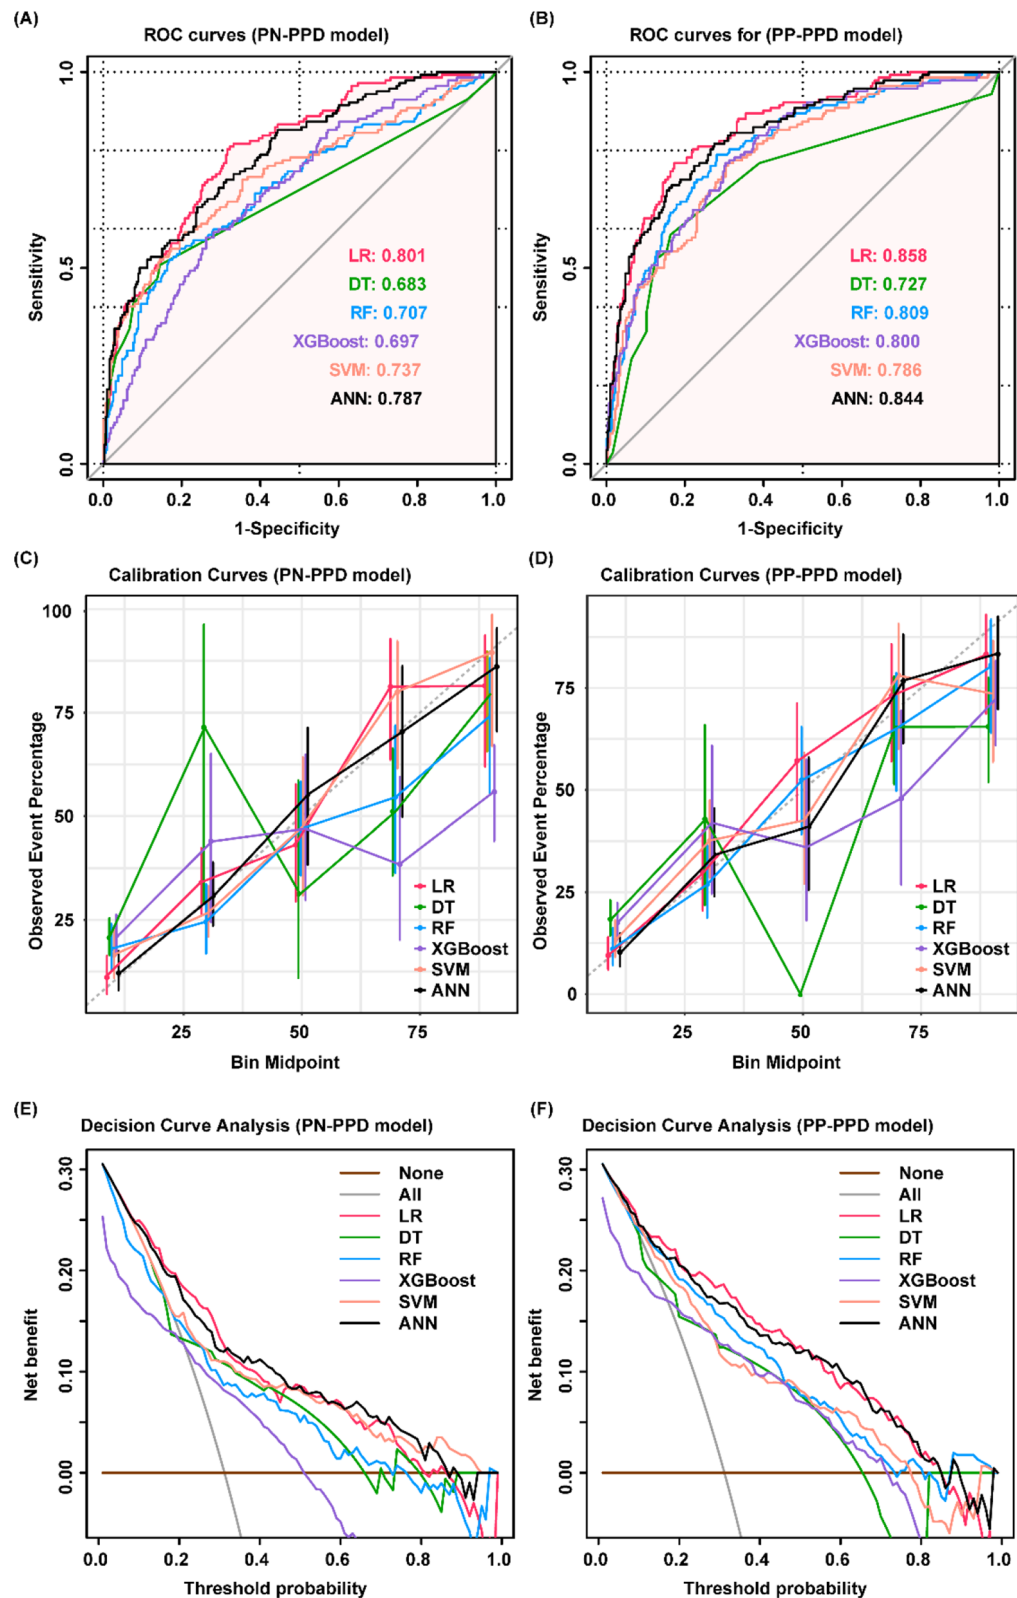 (A)
ROC curves (PN-PPD model)
1.0
0.5
0.0
Sensitivity
LR: 0.801
DT: 0.683
RF: 0.707
XGBoost: 0.697
SVM: 0.737
ANN: 0.787
0.0 0.2 0.4 0.6 0.8 1.0
1-Specificity
(B)
ROC curves for (PP-PPD model)
1.0
0.5
0.0
Sensitivity
LR: 0.858
DT: 0.727
RF: 0.809
XGBoost: 0.800
SVM: 0.786
ANN: 0.844
0.0 0.2 0.4 0.6 0.8 1.0
1-Specificity
(C)
Calibration Curves (PN-PPD model)
100
75
50
25
Observed Event Percentage
LR
DT
RF
XGBoost
SVM
ANN
25 50 75
Bin Midpoint
(D)
Calibration Curves (PP-PPD model)
75
50
25
0
Observed Event Percentage
LR
DT
RF
XGBoost
SVM
ANN
25 50 75
Bin Midpoint
(E)
Decision Curve Analysis (PN-PPD model)
0.30
0.20
0.10
0.00
Net benefit
None
All
LR
DT
RF
XGBoost
SVM
ANN
0.0 0.2 0.4 0.6 0.8 1.0
Threshold probability
(F)
Decision Curve Analysis (PP-PPD model)
0.30
0.20
0.10
0.00
Net benefit
None
All
LR
DT
RF
XGBoost
SVM
ANN
0.0 0.2 0.4 0.6 0.8 1.0
Threshold probability